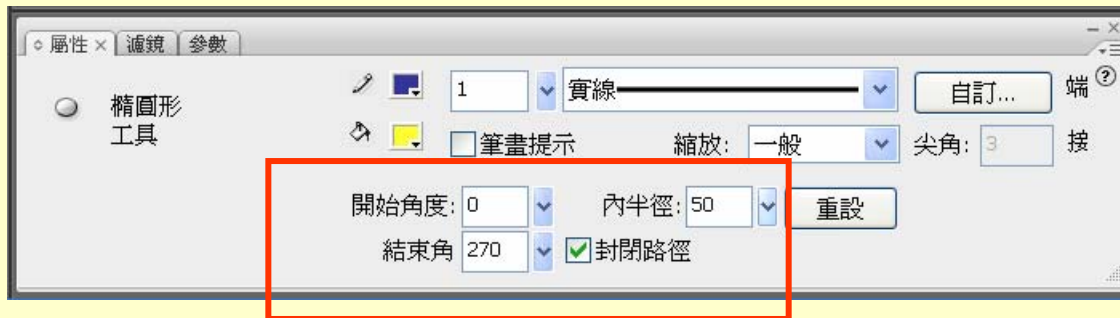 屬性 濾鏡 參數
橢圓形
工具
1 實線 自訂... 端
筆畫提示 縮放: 一般 尖角: 3 接
開始角度: 0 內半徑: 50 重設
結束角 270 封閉路徑